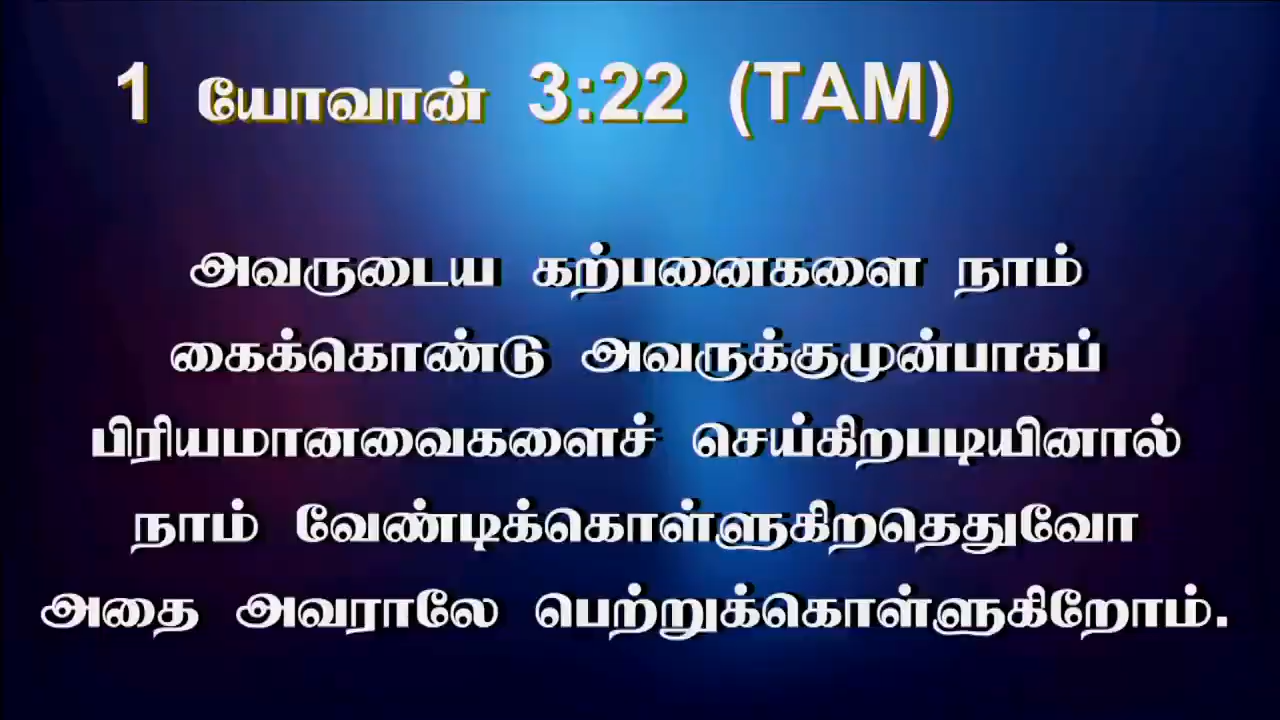 1 யோவான் 3:22 (TAM)
அவருடைய கற்பனைகளை நாம்
கைக்கொண்டு அவருக்குமுன்பாகப்
பிரியமானவைகளைச் செய்கிறபடியினால்
நாம் வேண்டிக்கொள்ளுகிறதெதுவோ
அதை அவராலே பெற்றுக்கொள்ளுகிறோம்.